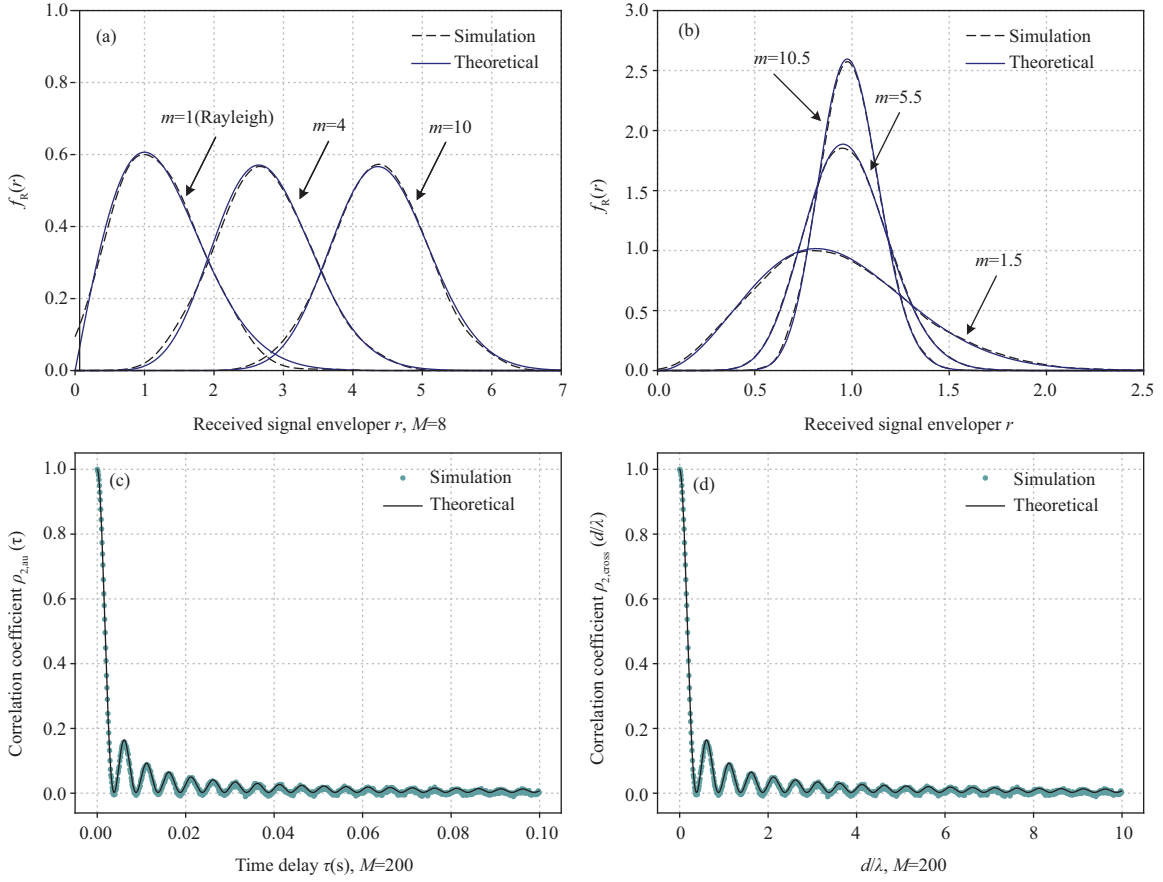 (a)
Simulation
Theoretical
m=1(Rayleigh)
m=4
m=10
1.0
0.8
0.6
0.4
0.2
0.0
f_R(r)
0 1 2 3 4 5 6 7
Received signal enveloper r, M=8
(b)
Simulation
Theoretical
m=10.5
m=5.5
m=1.5
3.0
2.5
2.0
1.5
1.0
0.5
0.0
f_R(r)
0.0 0.5 1.0 1.5 2.0 2.5
Received signal enveloper r
(c)
Simulation
Theoretical
1.0
0.8
0.6
0.4
0.2
0.0
Correlation coefficient ρ_2,au (τ)
0.00 0.02 0.04 0.06 0.08 0.10
Time delay τ(s), M=200
(d)
Simulation
Theoretical
1.0
0.8
0.6
0.4
0.2
0.0
Correlation coefficient ρ_2,cross (d/λ)
0 2 4 6 8 10
d/λ, M=200